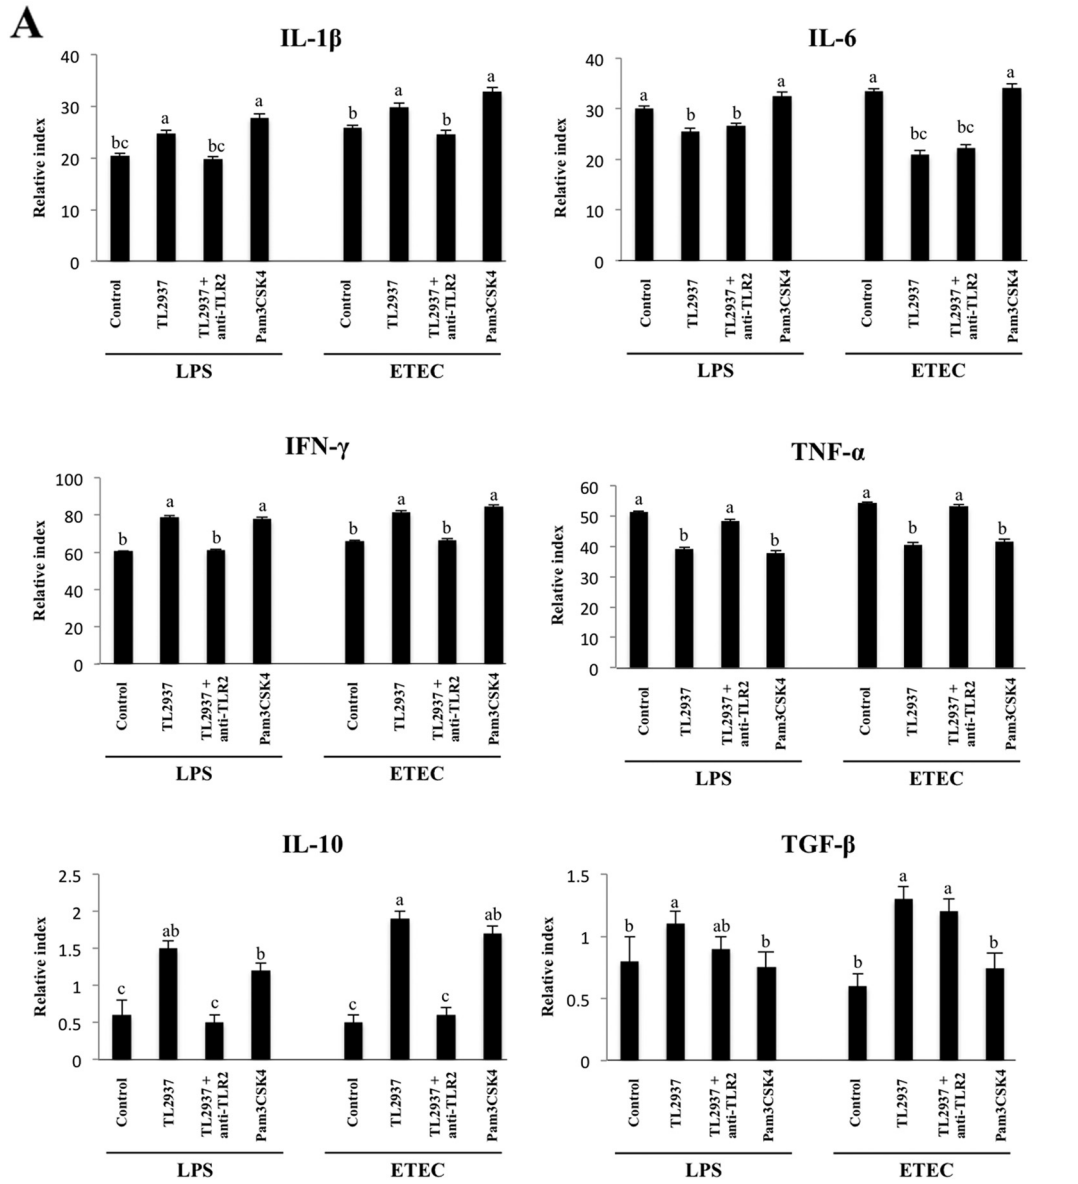 A
IL-1β
Relative index
40
30
20
10
0
bc
a
bc
a
b
a
b
a
Control
TL2937
TL2937 +
anti-TLR2
Pam3CSK4
Control
TL2937
TL2937 +
anti-TLR2
Pam3CSK4
LPS
ETEC
IL-6
Relative index
40
30
20
10
0
a
b
b
a
a
bc
bc
a
Control
TL2937
TL2937 +
anti-TLR2
Pam3CSK4
Control
TL2937
TL2937 +
anti-TLR2
Pam3CSK4
LPS
ETEC
IFN-γ
Relative index
100
80
60
40
20
0
b
a
b
a
b
a
b
a
Control
TL2937
TL2937 +
anti-TLR2
Pam3CSK4
Control
TL2937
TL2937 +
anti-TLR2
Pam3CSK4
LPS
ETEC
TNF-α
Relative index
60
50
40
30
20
10
0
a
b
a
b
a
b
a
b
Control
TL2937
TL2937 +
anti-TLR2
Pam3CSK4
Control
TL2937
TL2937 +
anti-TLR2
Pam3CSK4
LPS
ETEC
IL-10
Relative index
2.5
2
1.5
1
0.5
0
c
ab
c
b
c
a
c
ab
Control
TL2937
TL2937 +
anti-TLR2
Pam3CSK4
Control
TL2937
TL2937 +
anti-TLR2
Pam3CSK4
LPS
ETEC
TGF-β
Relative index
1.5
1
0.5
0
b
a
ab
b
b
a
a
b
Control
TL2937
TL2937 +
anti-TLR2
Pam3CSK4
Control
TL2937
TL2937 +
anti-TLR2
Pam3CSK4
LPS
ETEC